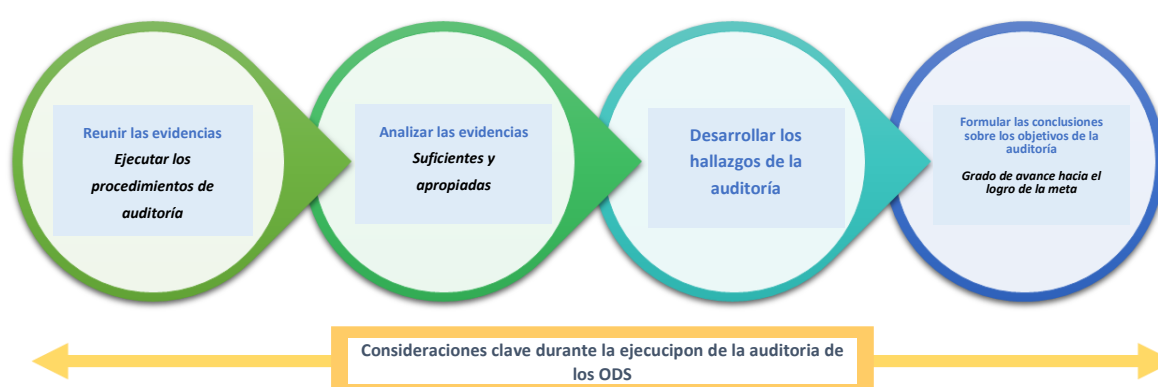 Reunir las evidencias
Ejecutar los
procedimientos de
auditoría
Analizar las evidencias
Suficientes y
apropiadas
Desarrollar los
hallazgos de la
auditoría
Formular las conclusiones
sobre los objetivos de la
auditoría
Grado de avance hacia el
logro de la meta
Consideraciones clave durante la ejecucipon de la auditoria de
los ODS